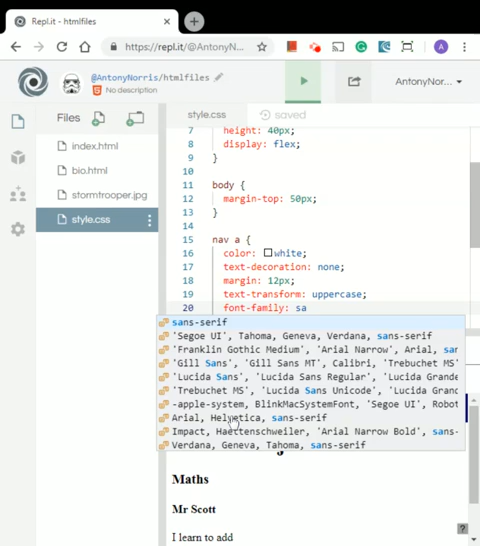 Repl.it - htmlfiles
https://repl.it/@AntonyN...
A
@AntonyNorris/htmlfiles
No description
AntonyNor...
Files
style.css
saved
index.html
bio.html
stormtrooper.jpg
style.css
7 height: 40px;
8 display: flex;
9 }
10
11 body {
12 margin-top: 50px;
13 }
14
15 nav a {
16 color: white;
17 text-decoration: none;
18 margin: 12px;
19 text-transform: uppercase;
20 font-family: sa
sans-serif
'Segoe UI', Tahoma, Geneva, Verdana, sans-serif
'Franklin Gothic Medium', 'Arial Narrow', Arial, sar
'Gill Sans', 'Gill Sans MT', Calibri, 'Trebuchet MS'
'Lucida Sans', 'Lucida Sans Regular', 'Lucida Grande
'Trebuchet MS', 'Lucida Sans Unicode', 'Lucida Granc
-apple-system, BlinkMacSystemFont, 'Segoe UI', Robot
Arial, Helvetica, sans-serif
Impact, Haettenschweiler, 'Arial Narrow Bold', sans-
Verdana, Geneva, Tahoma, sans-serif
Maths
Mr Scott
I learn to add
?